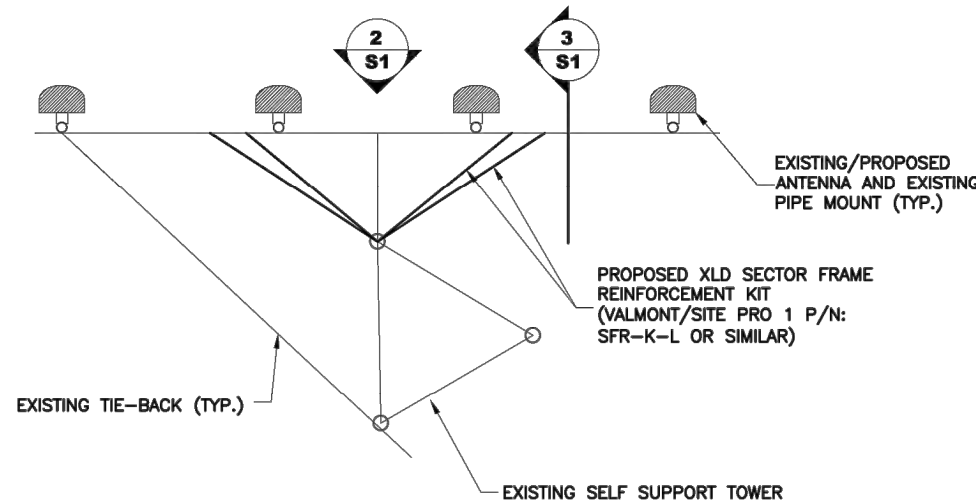 2
S1
3
S1
EXISTING/PROPOSED
ANTENNA AND EXISTING
PIPE MOUNT (TYP.)
PROPOSED XLD SECTOR FRAME
REINFORCEMENT KIT
(VALMONT/SITE PRO 1 P/N:
SFR-K-L OR SIMILAR)
EXISTING TIE-BACK (TYP.)
EXISTING SELF SUPPORT TOWER